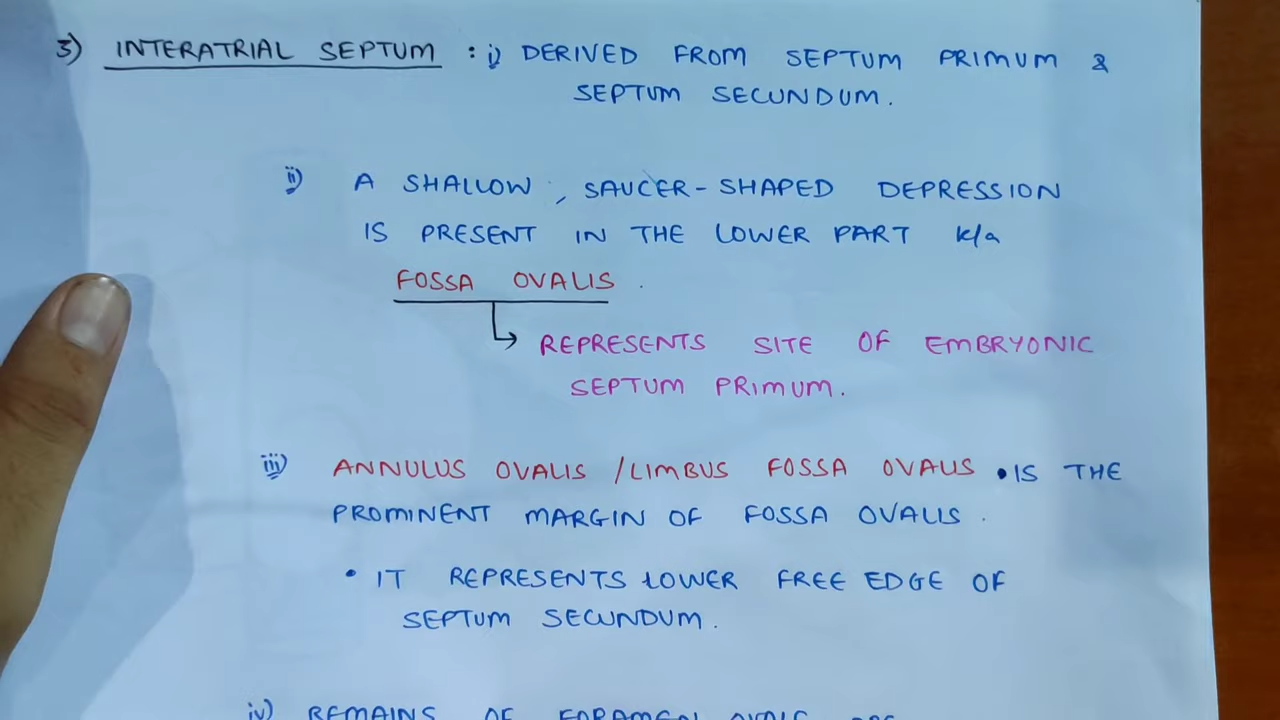 3) INTERATRIAL SEPTUM : i) DERIVED FROM SEPTUM PRIMUM &
SEPTUM SECUNDUM.
ii) A SHALLOW, SAUCER-SHAPED DEPRESSION
IS PRESENT IN THE LOWER PART K/a
FOSSA OVALIS.
REPRESENTS SITE OF EMBRYONIC
SEPTUM PRIMUM.
iii) ANNULUS OVALIS /LIMBUS FOSSA OVALIS • IS THE
PROMINENT MARGIN OF FOSSA OVALIS.
• IT REPRESENTS LOWER FREE EDGE OF
SEPTUM SECUNDUM.
iv) REMAINS OF FORAMEN